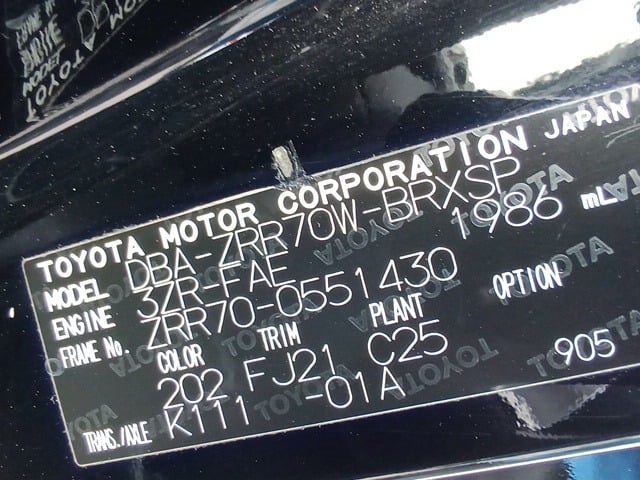 TOYOTA MOTOR CORPORATION JAPAN
MODEL DBA-ZRR70W-BRXSP
ENGINE 3ZR-FAE 1986 mL
FRAME No. ZRR70-0551430
COLOR TRIM PLANT OPTION
202 FJ21 C25
TRANS./AXLE K111 -01A 905